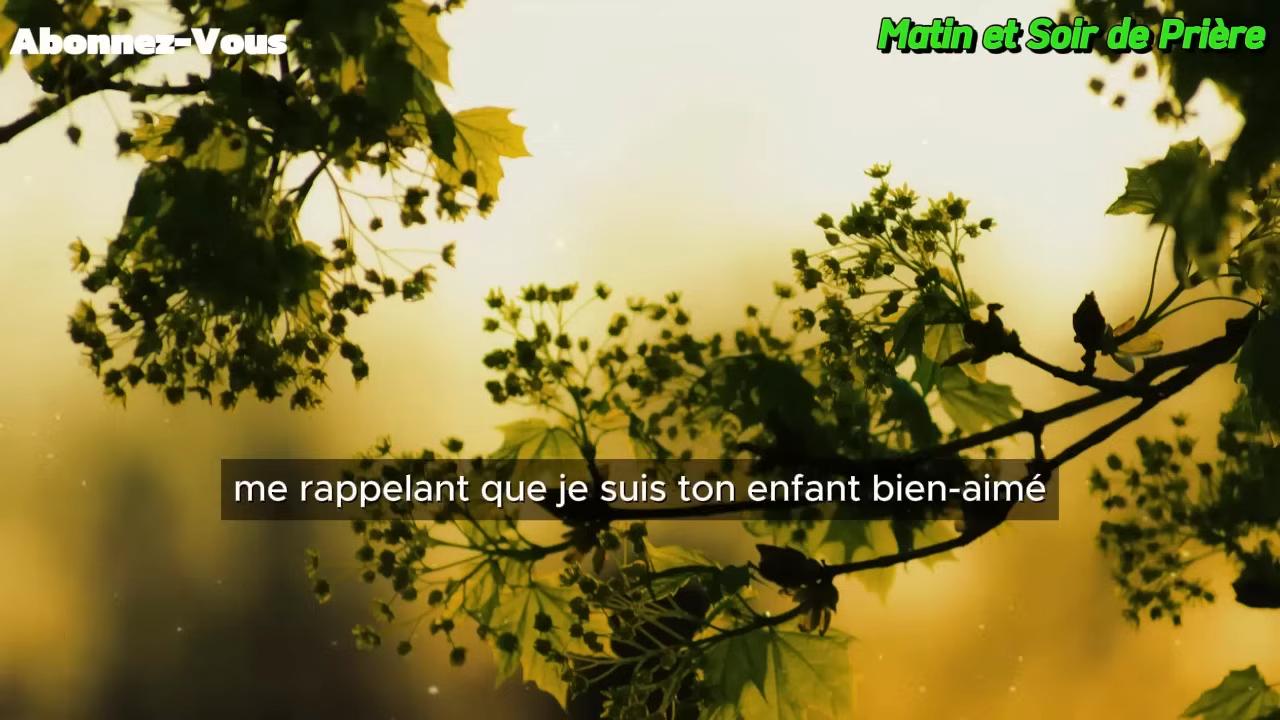 Abonnez-Vous
Matin et Soir de Prière
me rappelant que je suis ton enfant bien-aimé